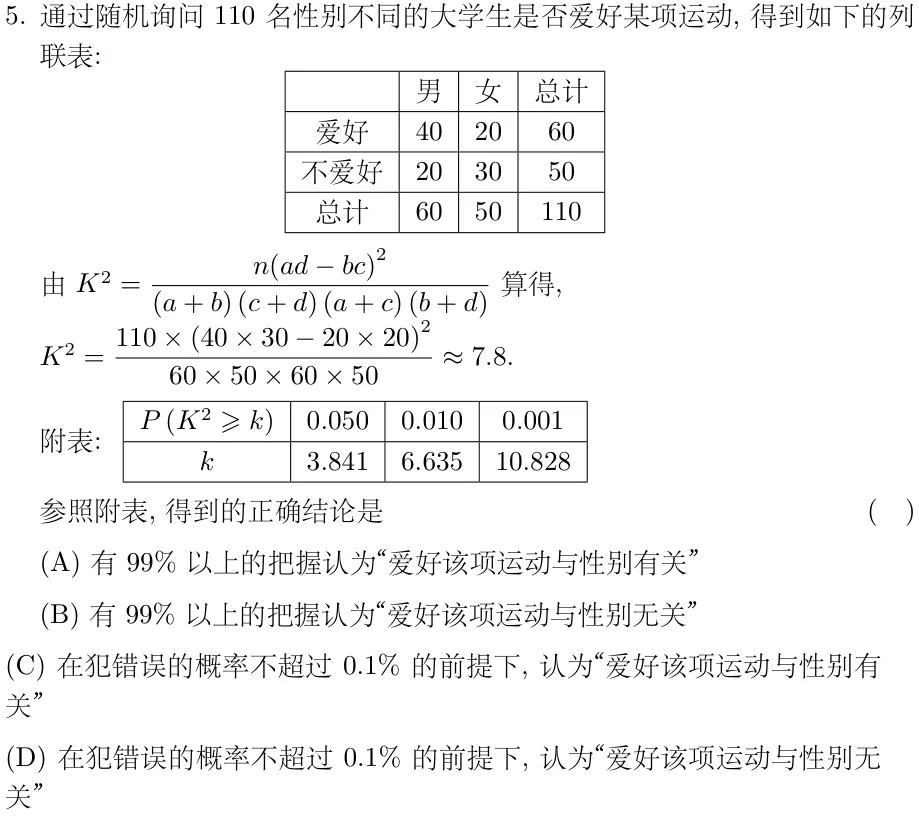 5. 通过随机询问 110 名性别不同的大学生是否爱好某项运动, 得到如下的列
联表:
男 女 总计
爱好 40 20 60
不爱好 20 30 50
总计 60 50 110
由 K² = n(ad − bc)² / (a + b) (c + d) (a + c) (b + d) 算得,
K² = 110 × (40 × 30 − 20 × 20)² / 60 × 50 × 60 × 50 ≈ 7.8.
附表:
P (K² ⩾ k) 0.050 0.010 0.001
k 3.841 6.635 10.828
参照附表, 得到的正确结论是 ( )
(A) 有 99% 以上的把握认为“爱好该项运动与性别有关”
(B) 有 99% 以上的把握认为“爱好该项运动与性别无关”
(C) 在犯错误的概率不超过 0.1% 的前提下, 认为“爱好该项运动与性别有
关”
(D) 在犯错误的概率不超过 0.1% 的前提下, 认为“爱好该项运动与性别无
关”